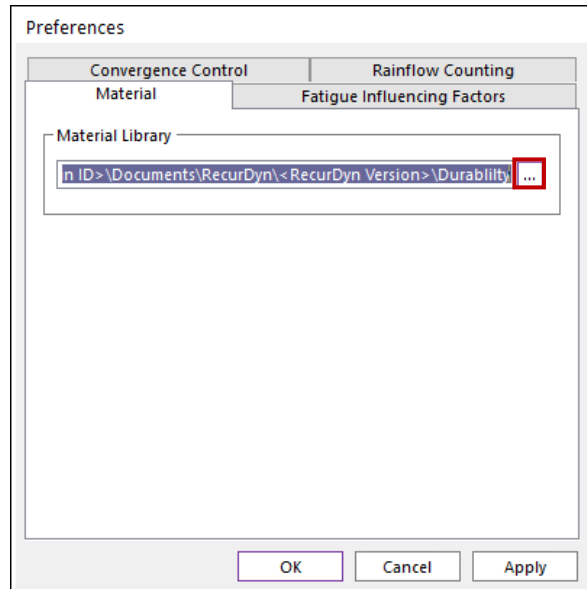 Preferences
Convergence Control
Rainflow Counting
Material
Fatigue Influencing Factors
Material Library
n ID>\Documents\RecurDyn\<RecurDyn Version>\Durablilty
...
OK
Cancel
Apply